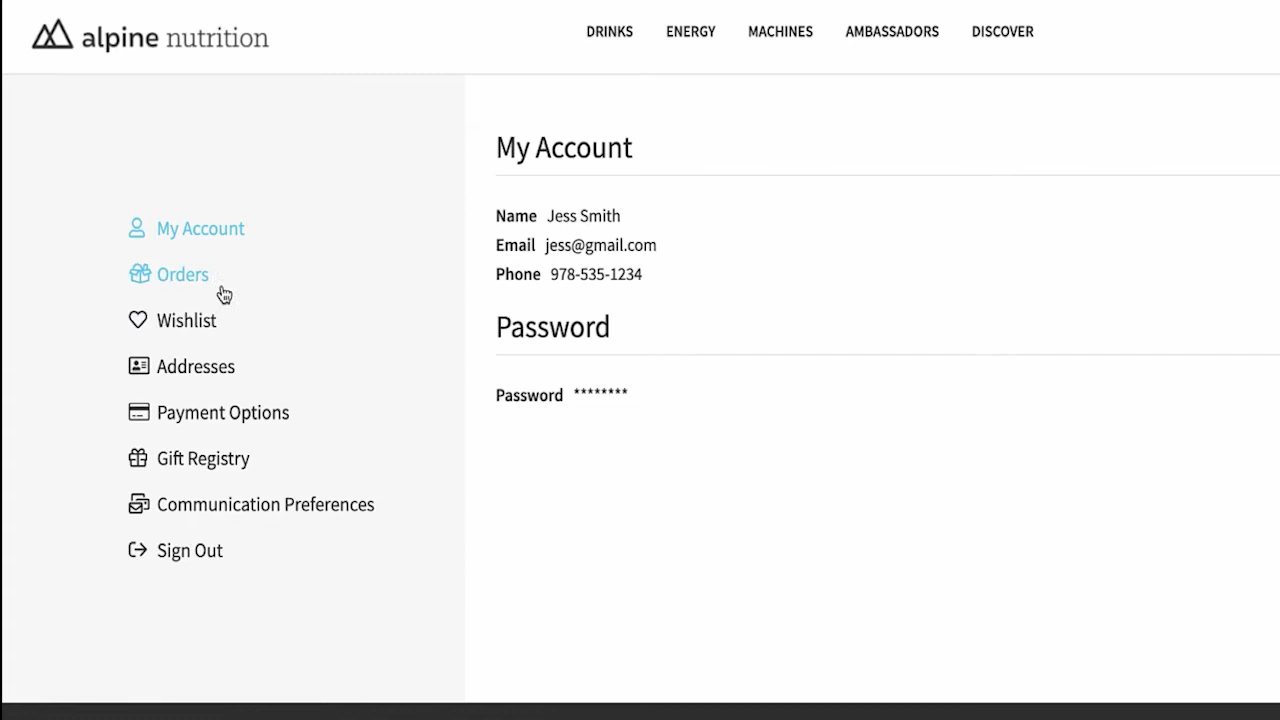 alpine nutrition
DRINKS ENERGY MACHINES AMBASSADORS DISCOVER
My Account
Orders
Wishlist
Addresses
Payment Options
Gift Registry
Communication Preferences
Sign Out
My Account
Name Jess Smith
Email jess@gmail.com
Phone 978-535-1234
Password
Password ********